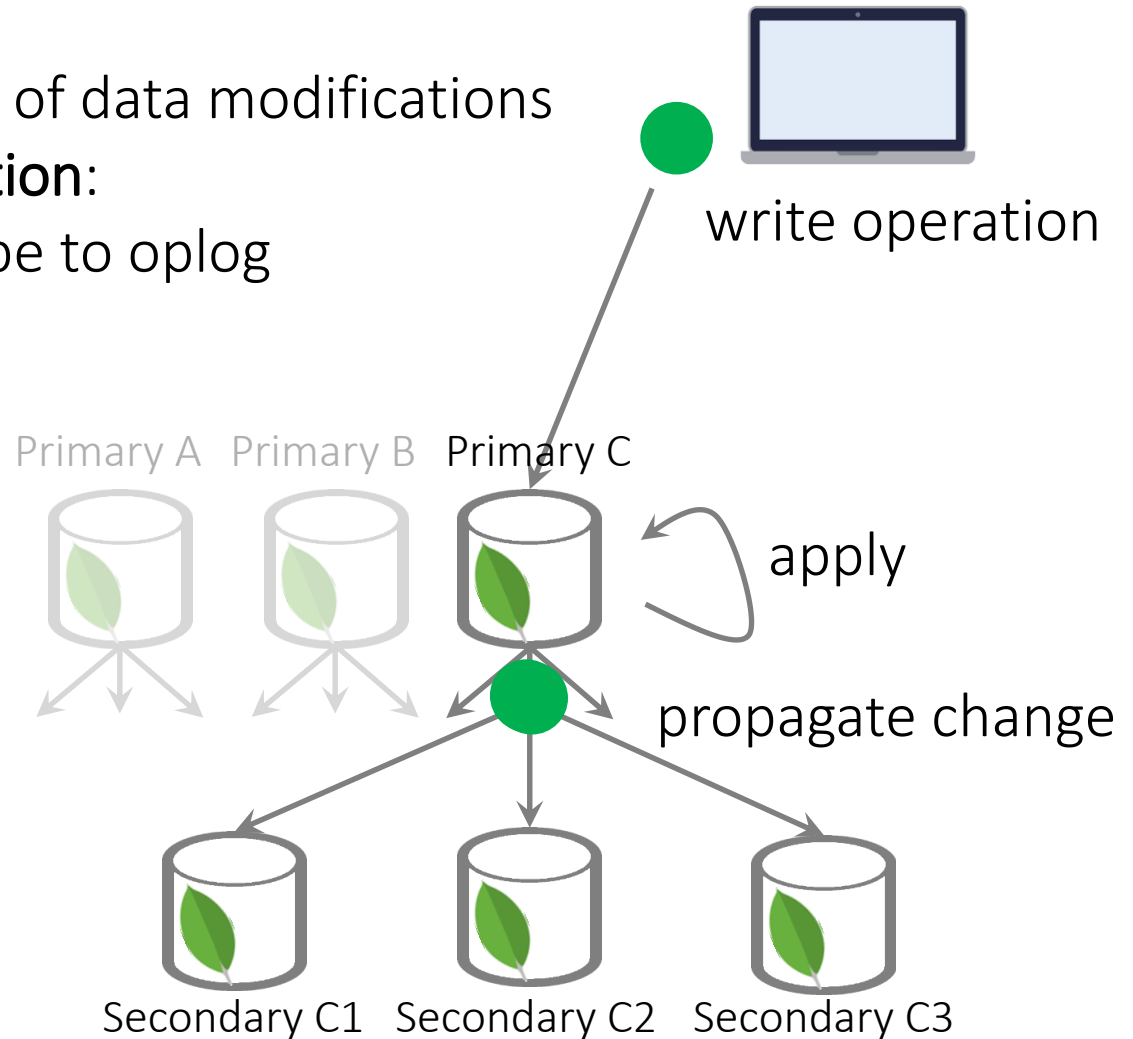 of data modifications
tion:
be to oplog
write operation
Primary A Primary B Primary C
apply
propagate change
Secondary C1 Secondary C2 Secondary C3